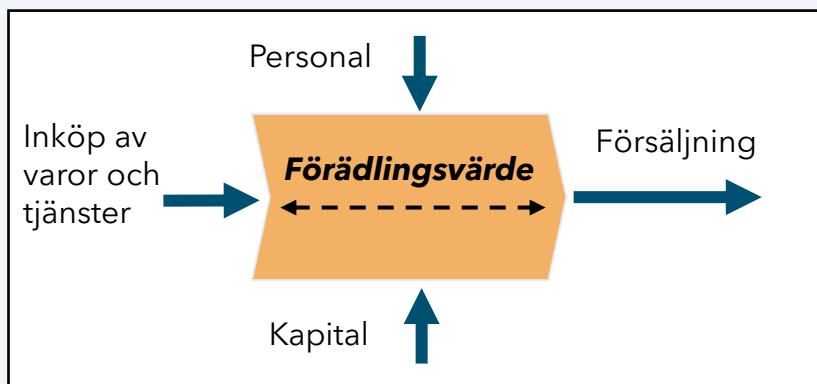 Personal
Inköp av
varor och
tjänster
Förädlingsvärde
Försäljning
Kapital